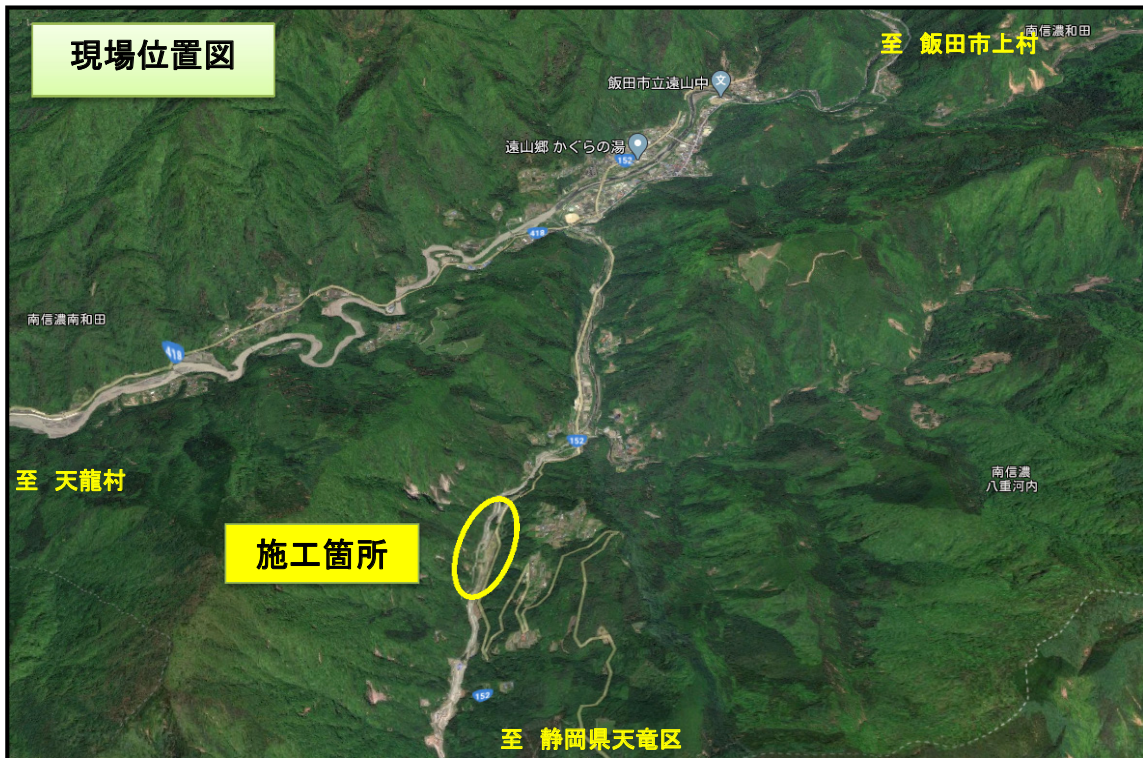 現場位置図
至 飯田市上村
南信濃和田
飯田市立遠山中
文
遠山郷 かぐらの湯
152
418
南信濃南和田
418
152
至 天龍村
南信濃
八重河内
施工箇所
152
至 静岡県天竜区